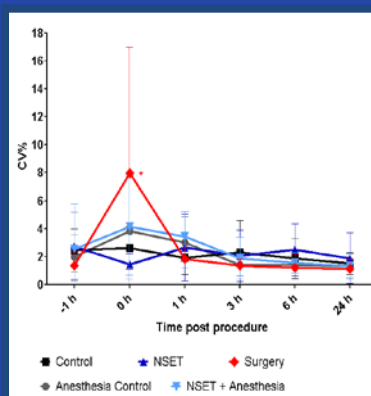 18
16
14
12
10
8
6
4
2
0
CV%
*
-1 h 0 h 1 h 3 h 6 h 24 h
Time post procedure
Control NSET Surgery
Anesthesia Control NSET + Anesthesia